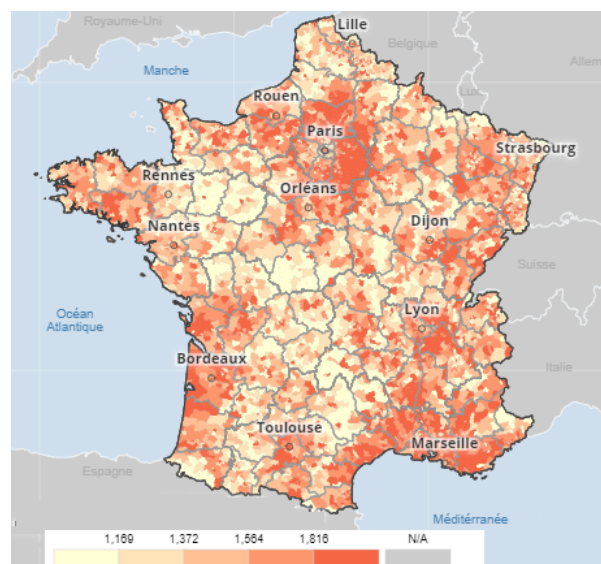 Royaume-Uni
Lille
Belgique
Manche
Allem
Rouen
Lux
Paris
Strasbourg
Rennes
Orléans
Nantes
Dijon
Suisse
Océan
Atlantique
Lyon
Bordeaux
Italie
Toulouse
Marseille
Espagne
Méditérranée
1,169 1,372 1,564 1,816 N/A